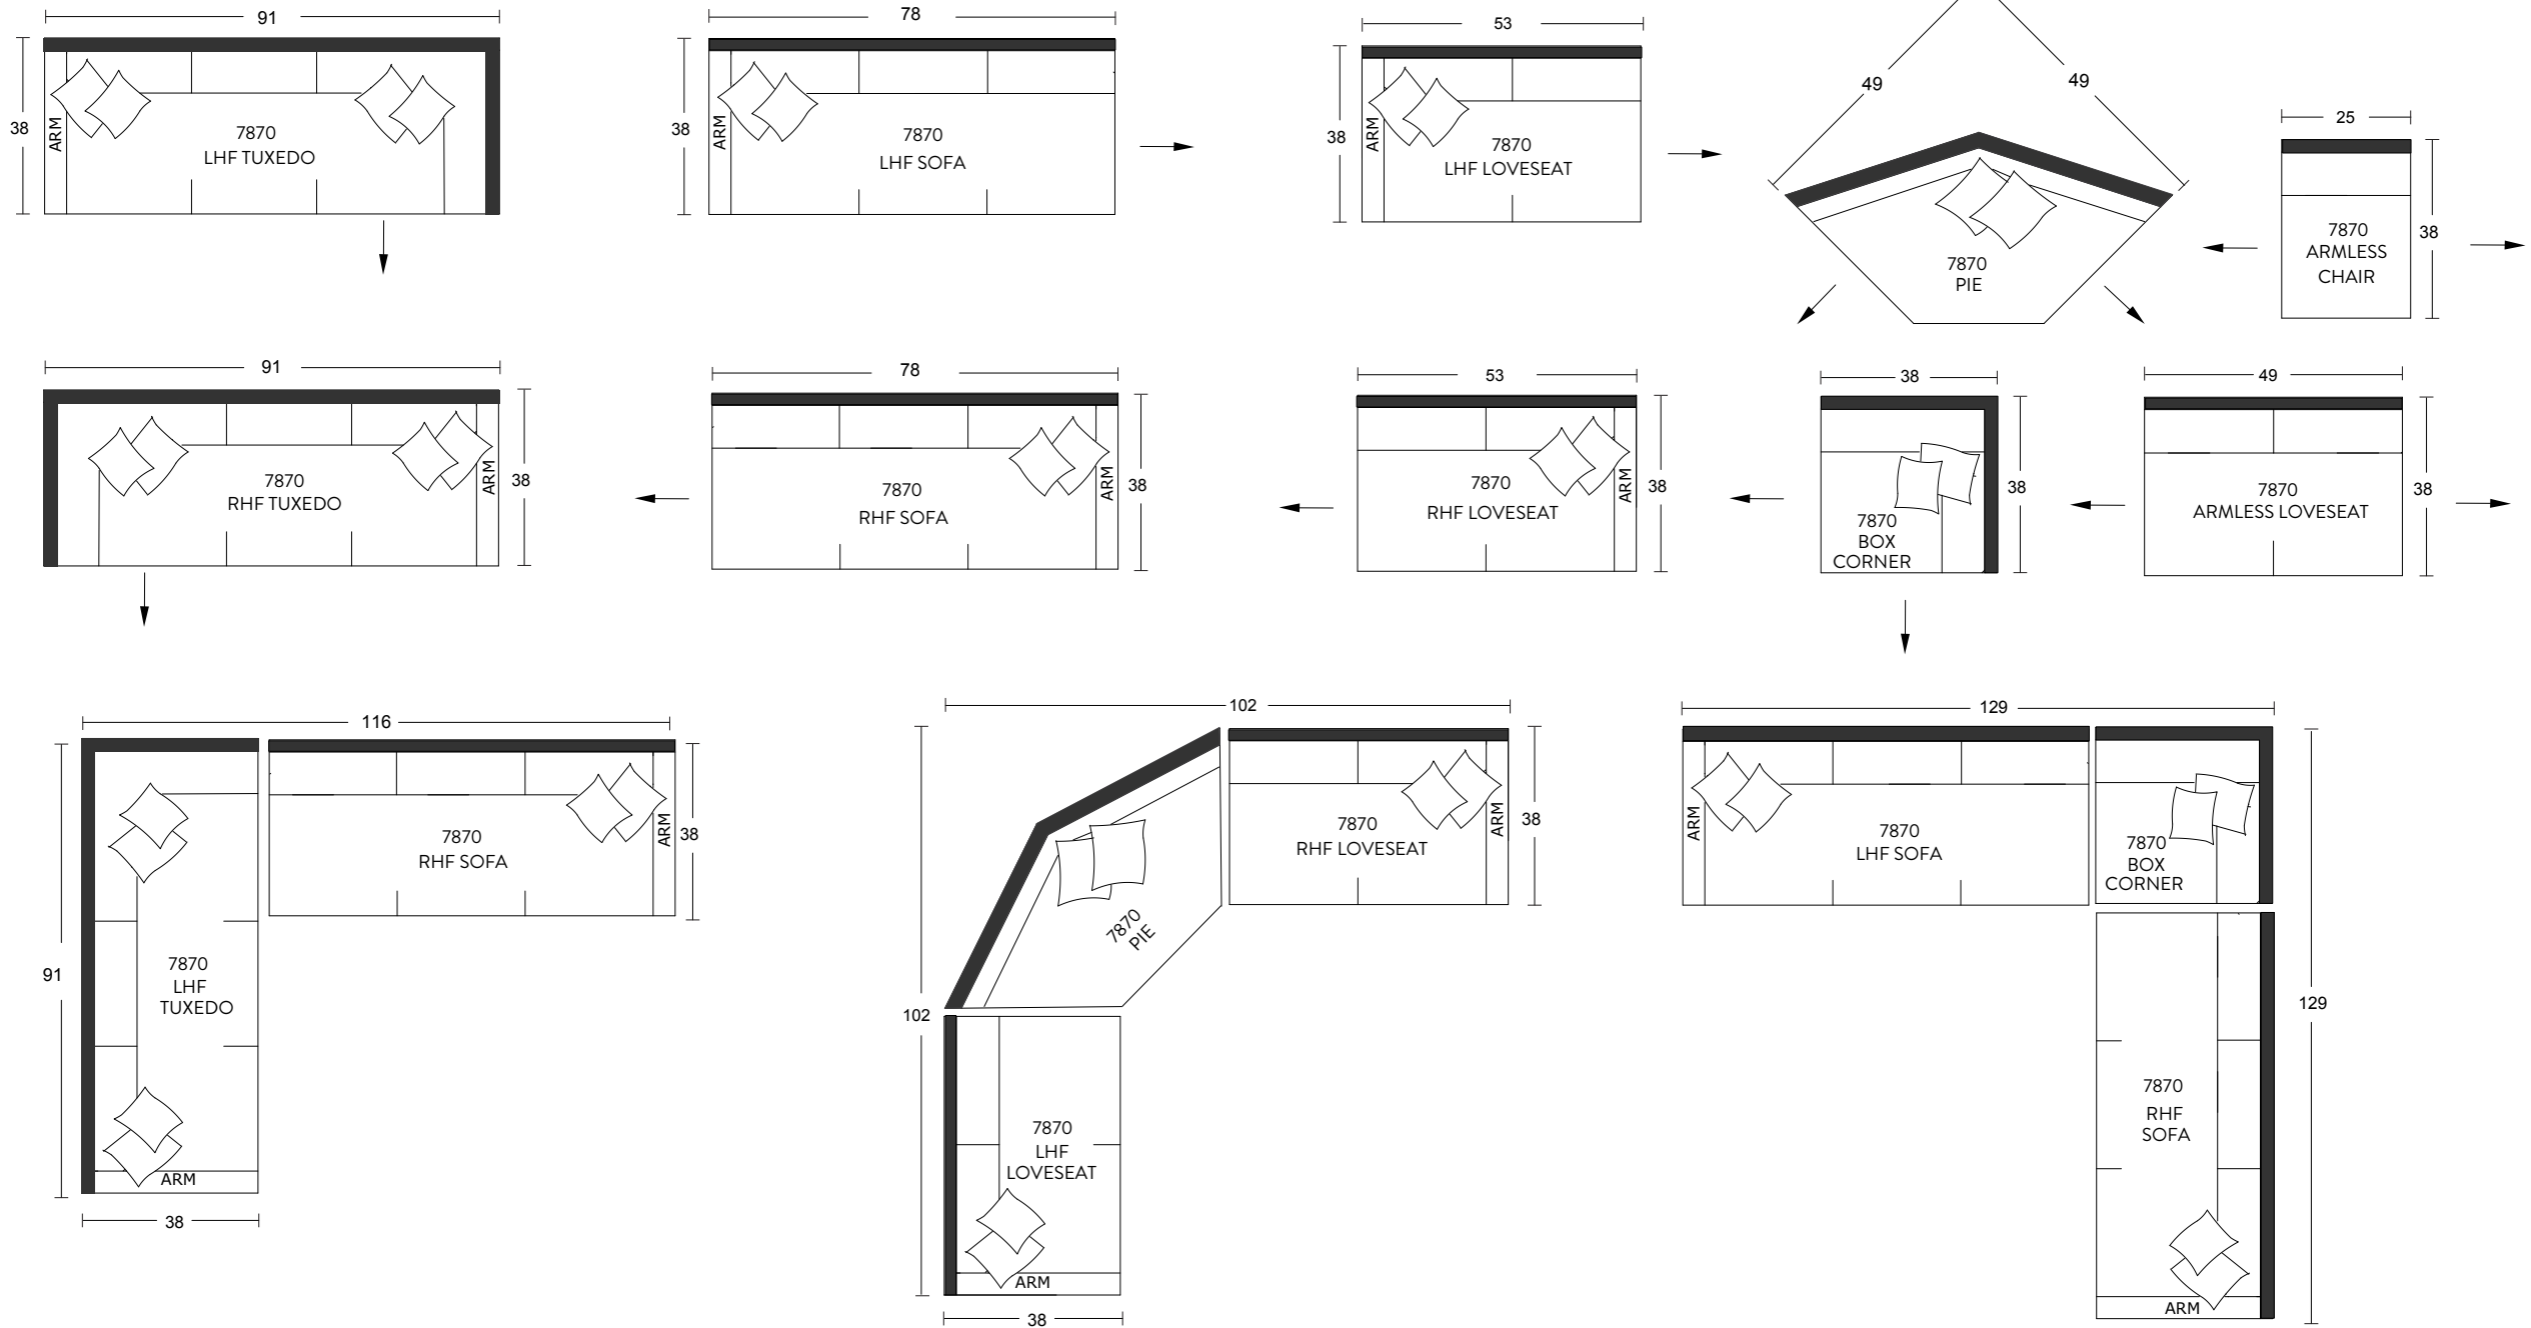 91
38
ARM
7870
LHF TUXEDO
78
38
ARM
7870
LHF SOFA
53
38
ARM
7870
LHF LOVESEAT
49
49
7870
PIE
25
38
7870
ARMLESS
CHAIR
91
7870
RHF TUXEDO
ARM
38
78
7870
RHF SOFA
ARM
38
53
7870
RHF LOVESEAT
ARM
38
38
7870
BOX
CORNER
38
49
7870
ARMLESS LOVESEAT
38
116
91
7870
LHF
TUXEDO
ARM
38
7870
RHF SOFA
ARM
38
102
102
7870
PIE
7870
RHF LOVESEAT
ARM
38
7870
LHF
LOVESEAT
ARM
38
129
ARM
7870
LHF SOFA
7870
BOX
CORNER
129
7870
RHF
SOFA
ARM